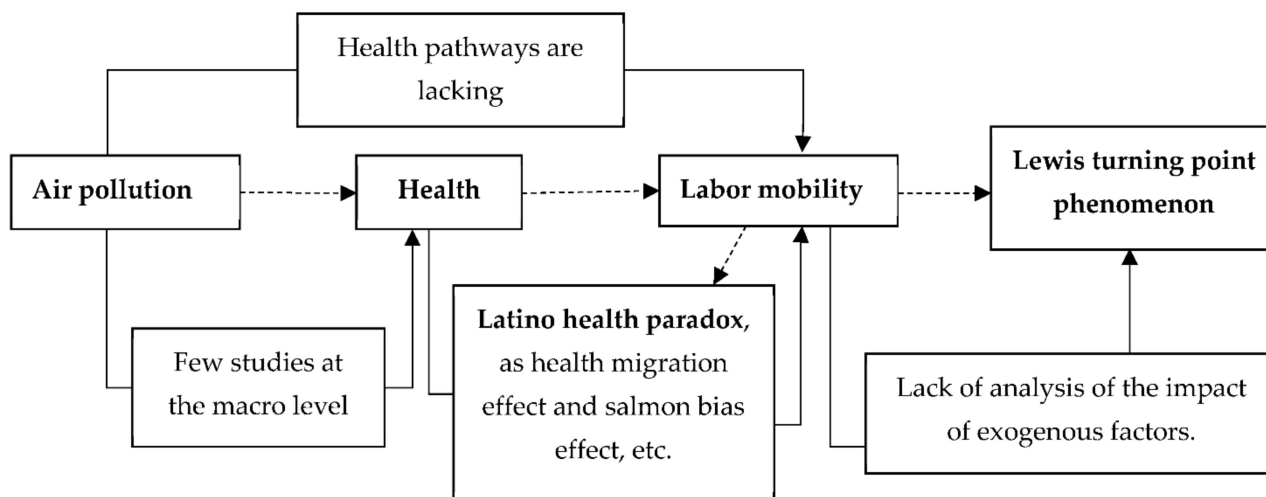 Health pathways are
lacking
Air pollution
Health
Labor mobility
Lewis turning point
phenomenon
Few studies at
the macro level
Latino health paradox,
as health migration
effect and salmon bias
effect, etc.
Lack of analysis of the impact
of exogenous factors.